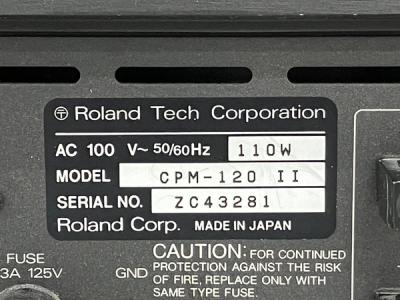 〶 Roland Tech Corporation
AC 100 V~ 50/60Hz 110W
MODEL CPM-120 II
SERIAL NO. ZC43281
Roland Corp. MADE IN JAPAN
FUSE
3A 125V
GND
CAUTION: FOR CONTINUED
PROTECTION AGAINST THE RISK
OF FIRE, REPLACE ONLY WITH
SAME TYPE FUSE.